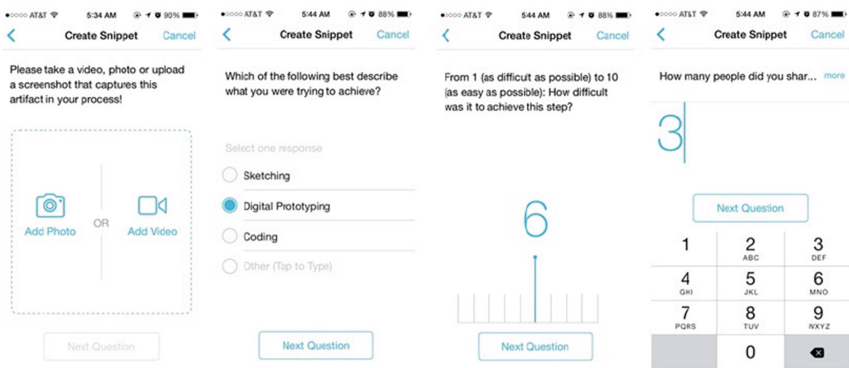 AT&T 5:34 AM 90%
Create Snippet Cancel
Please take a video, photo or upload
a screenshot that captures this
artifact in your process!
Add Photo
OR
Add Video
Next Question
AT&T 5:44 AM 88%
Create Snippet Cancel
Which of the following best describe
what you were trying to achieve?
Select one response
Sketching
Digital Prototyping
Coding
Other (Tap to Type)
Next Question
AT&T 5:44 AM 88%
Create Snippet Cancel
From 1 (as difficult as possible) to 10
(as easy as possible): How difficult
was it to achieve this step?
6
Next Question
AT&T 5:44 AM 87%
Create Snippet Cancel
How many people did you shar... more
3
Next Question
1 2 3
ABC DEF
4 5 6
GHI JKL MNO
7 8 9
PQRS TUV WXYZ
0